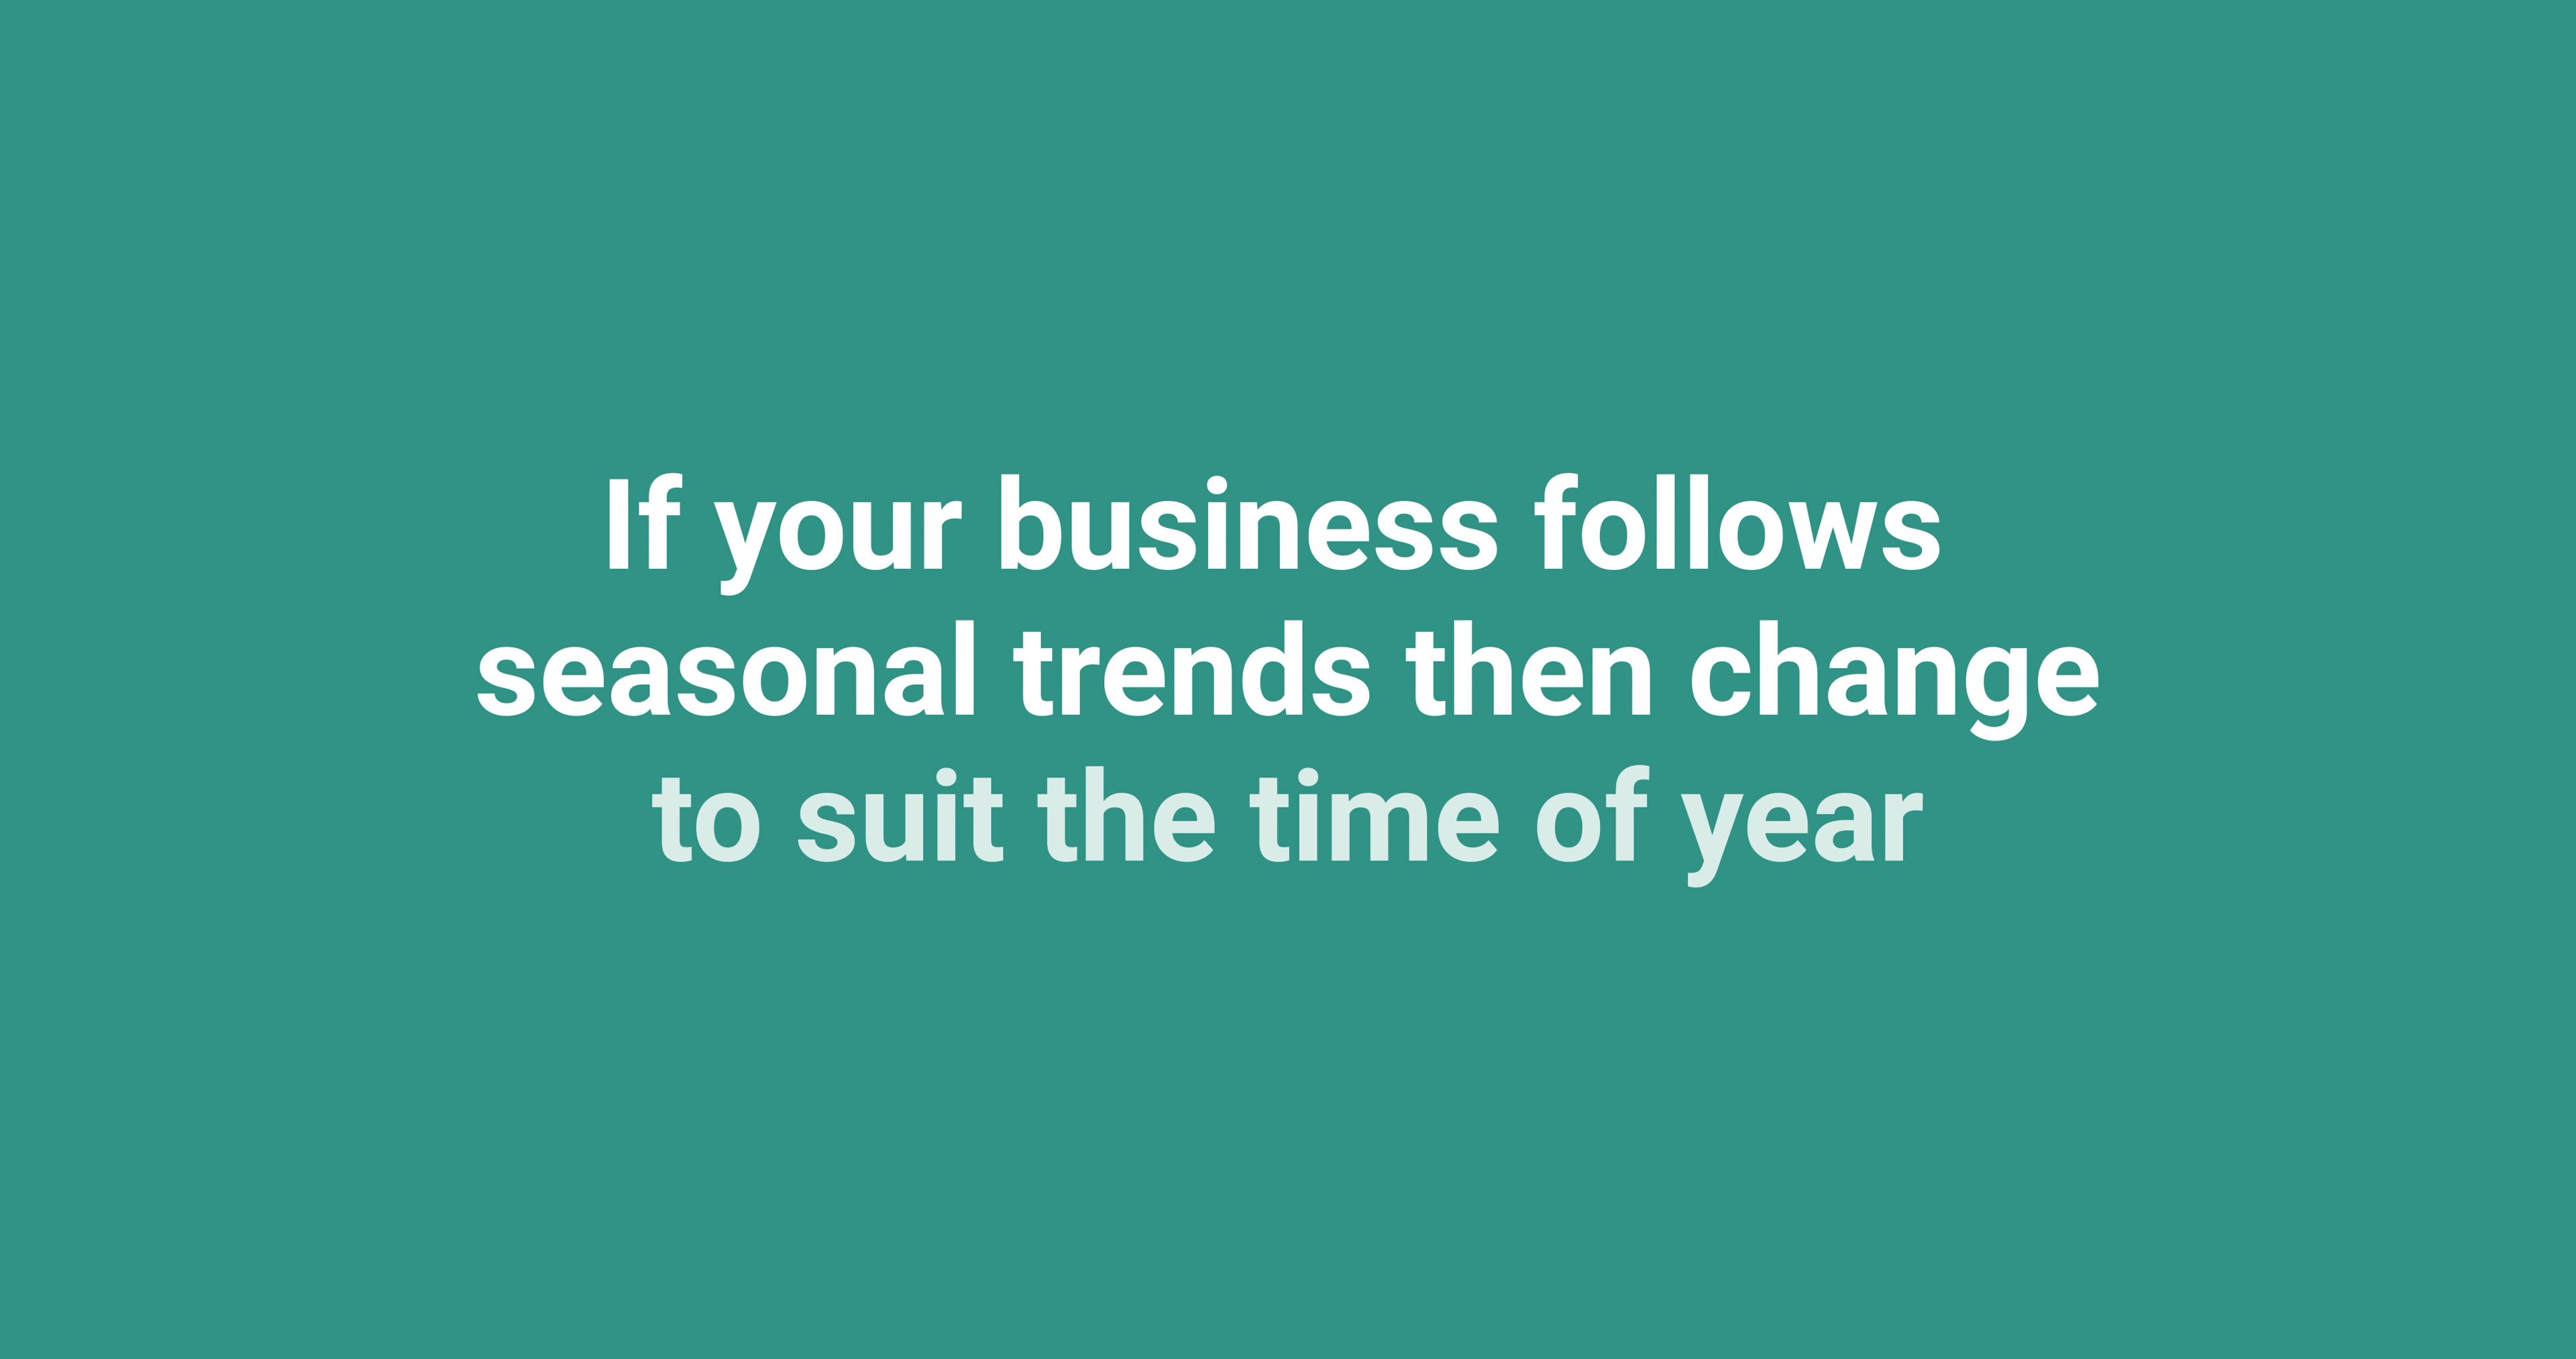 If your business follows
seasonal trends then change
to suit the time of year